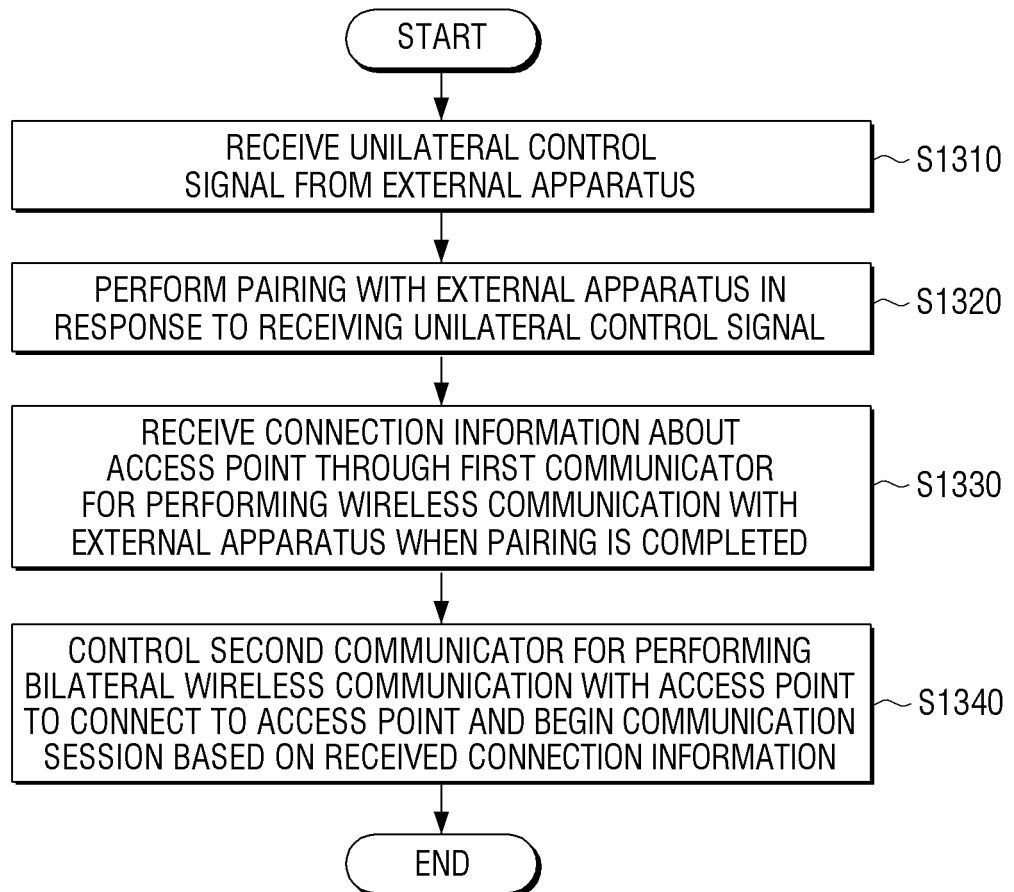 START
RECEIVE UNILATERAL CONTROL
SIGNAL FROM EXTERNAL APPARATUS
S1310
PERFORM PAIRING WITH EXTERNAL APPARATUS IN
RESPONSE TO RECEIVING UNILATERAL CONTROL SIGNAL
S1320
RECEIVE CONNECTION INFORMATION ABOUT
ACCESS POINT THROUGH FIRST COMMUNICATOR
FOR PERFORMING WIRELESS COMMUNICATION WITH
EXTERNAL APPARATUS WHEN PAIRING IS COMPLETED
S1330
CONTROL SECOND COMMUNICATOR FOR PERFORMING
BILATERAL WIRELESS COMMUNICATION WITH ACCESS POINT
TO CONNECT TO ACCESS POINT AND BEGIN COMMUNICATION
SESSION BASED ON RECEIVED CONNECTION INFORMATION
S1340
END